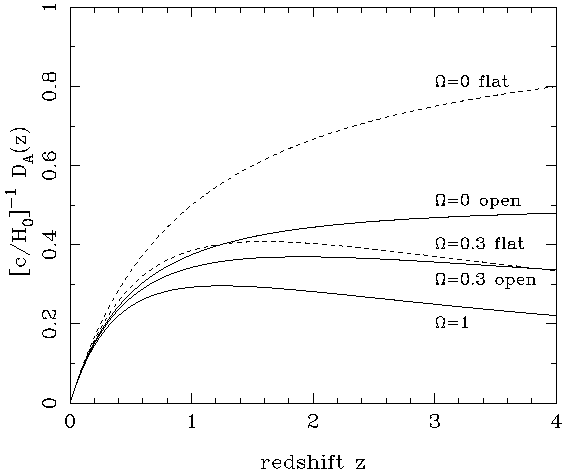 1
0.8
0.6
0.4
0.2
0
[c/H₀]⁻¹ D_A(z)
Ω=0 flat
Ω=0 open
Ω=0.3 flat
Ω=0.3 open
Ω=1
0 1 2 3 4
redshift z